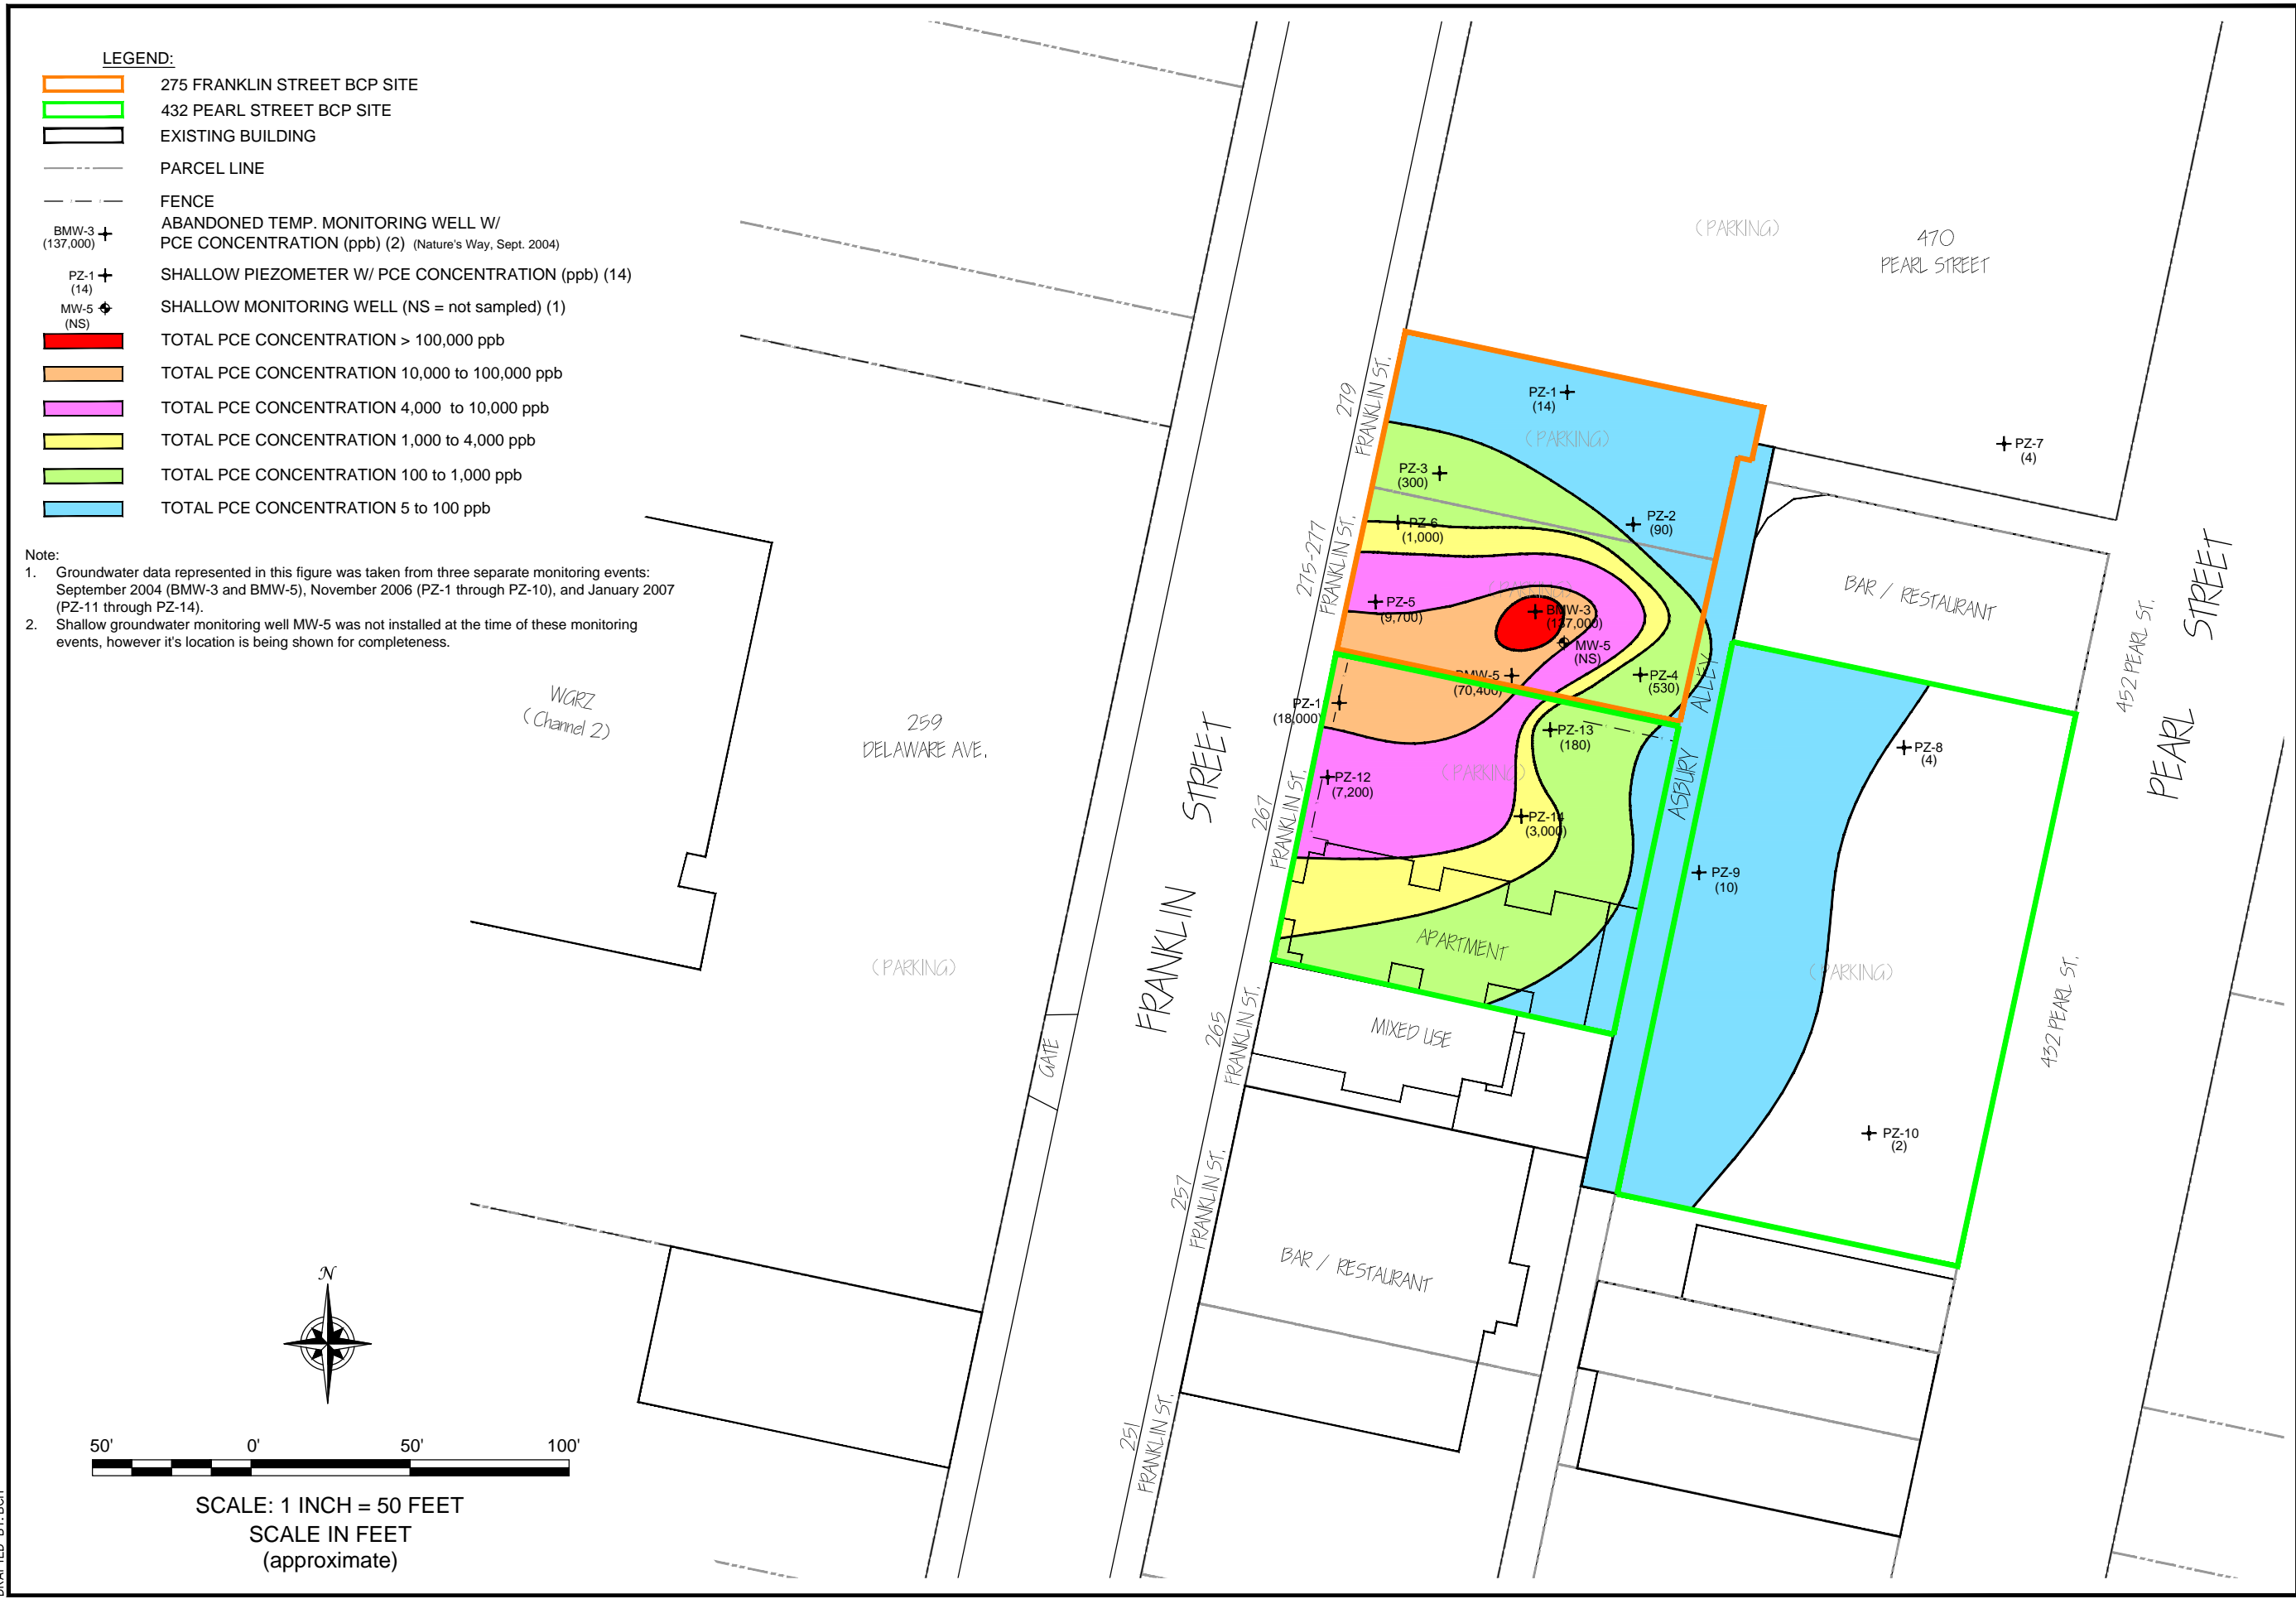 LEGEND:
275 FRANKLIN STREET BCP SITE
432 PEARL STREET BCP SITE
EXISTING BUILDING
PARCEL LINE
FENCE
BMW-3
(137,000)
ABANDONED TEMP. MONITORING WELL W/
PCE CONCENTRATION (ppb) (2) (Nature's Way, Sept. 2004)
PZ-1
(14)
SHALLOW PIEZOMETER W/ PCE CONCENTRATION (ppb) (14)
MW-5
(NS)
SHALLOW MONITORING WELL (NS = not sampled) (1)
TOTAL PCE CONCENTRATION > 100,000 ppb
TOTAL PCE CONCENTRATION 10,000 to 100,000 ppb
TOTAL PCE CONCENTRATION 4,000 to 10,000 ppb
TOTAL PCE CONCENTRATION 1,000 to 4,000 ppb
TOTAL PCE CONCENTRATION 100 to 1,000 ppb
TOTAL PCE CONCENTRATION 5 to 100 ppb
Note:
1. Groundwater data represented in this figure was taken from three separate monitoring events:
September 2004 (BMW-3 and BMW-5), November 2006 (PZ-1 through PZ-10), and January 2007
(PZ-11 through PZ-14).
2. Shallow groundwater monitoring well MW-5 was not installed at the time of these monitoring
events, however it's location is being shown for completeness.
(PARKING)
470
PEARL STREET
279
FRANKLIN ST.
PZ-1
(14)
(PARKING)
PZ-7
(4)
PZ-3
(300)
PZ-2
(90)
PZ-6
(1,000)
275-277
FRANKLIN ST.
(PARKING)
PZ-5
(9,700)
BMW-3
(137,000)
MW-5
(NS)
BMW-5
(70,400)
PZ-4
(530)
BAR / RESTAURANT
452 PEARL ST.
PEARL STREET
WGRZ
(Channel 2)
259
DELAWARE AVE.
PZ-1
(18,000)
PZ-13
(180)
PZ-12
(7,200)
(PARKING)
PZ-14
(3,000)
ASBURY ALLEY
PZ-8
(4)
PZ-9
(10)
267
FRANKLIN ST.
FRANKLIN STREET
APARTMENT
(PARKING)
(PARKING)
432 PEARL ST.
265
FRANKLIN ST.
MIXED USE
GATE
PZ-10
(2)
257
FRANKLIN ST.
BAR / RESTAURANT
251
FRANKLIN ST.
N
50' 0' 50' 100'
SCALE: 1 INCH = 50 FEET
SCALE IN FEET
(approximate)